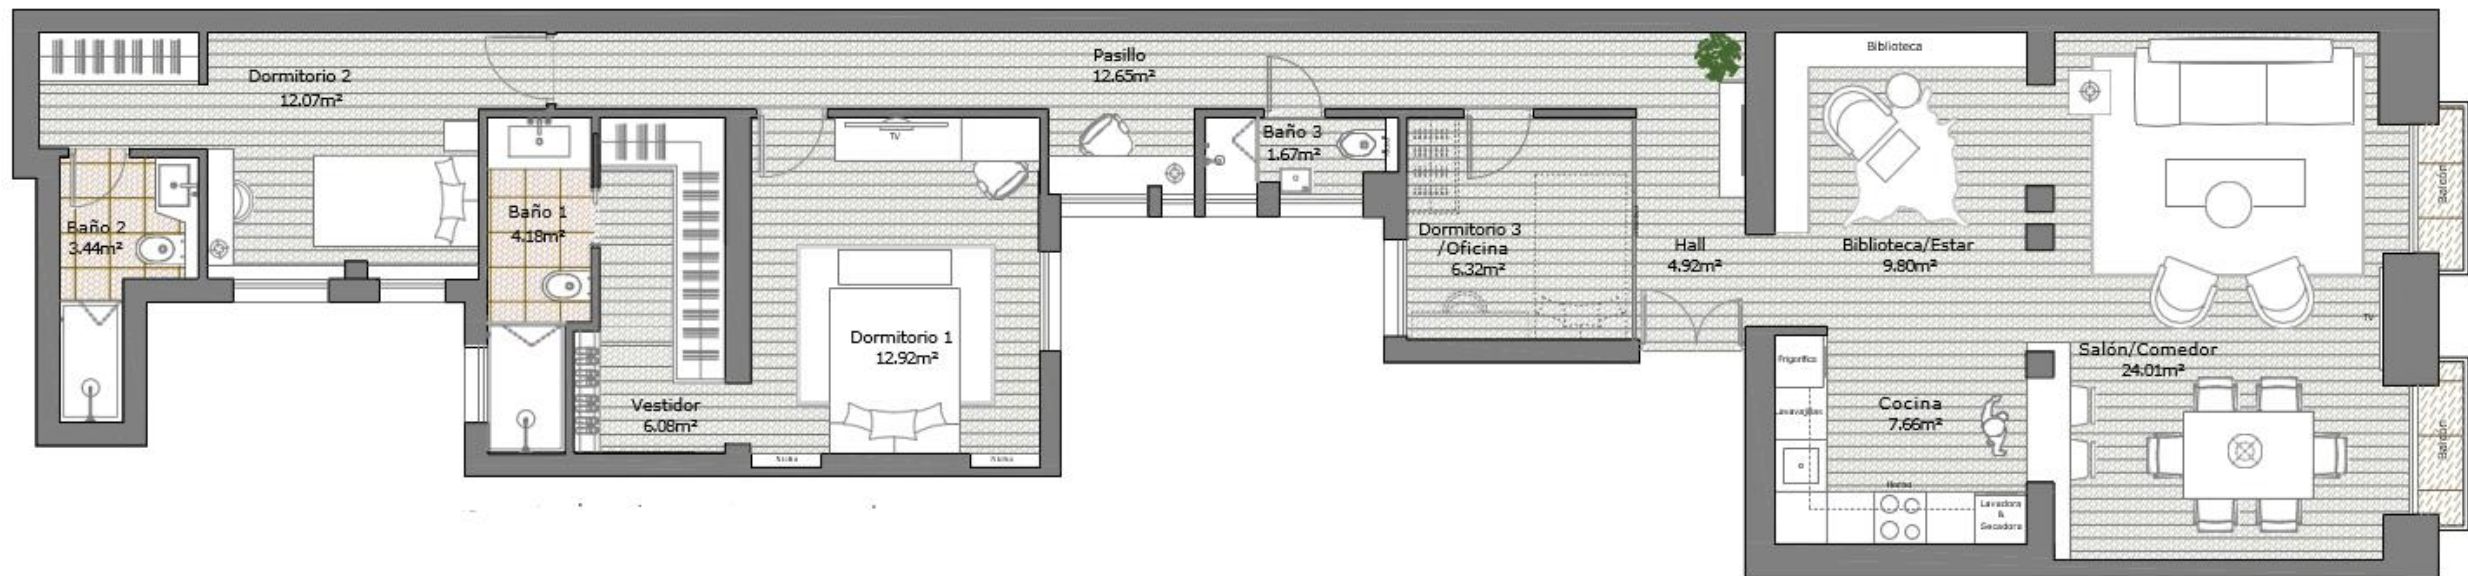 Dormitorio 2
12.07m²
Pasillo
12.65m²
Biblioteca
TV
Baño 3
1.67m²
Baño 2
3.44m²
Baño 1
4.18m²
Dormitorio 3
/Oficina
6.32m²
Hall
4.92m²
Biblioteca/Estar
9.80m²
Balcón
Dormitorio 1
12.92m²
TV
Salón/Comedor
24.01m²
Frigorífico
Lavavajillas
Vestidor
6.08m²
Cocina
7.66m²
Balcón
Nicho
Nicho
Horno
Lavadora
&
Secadora